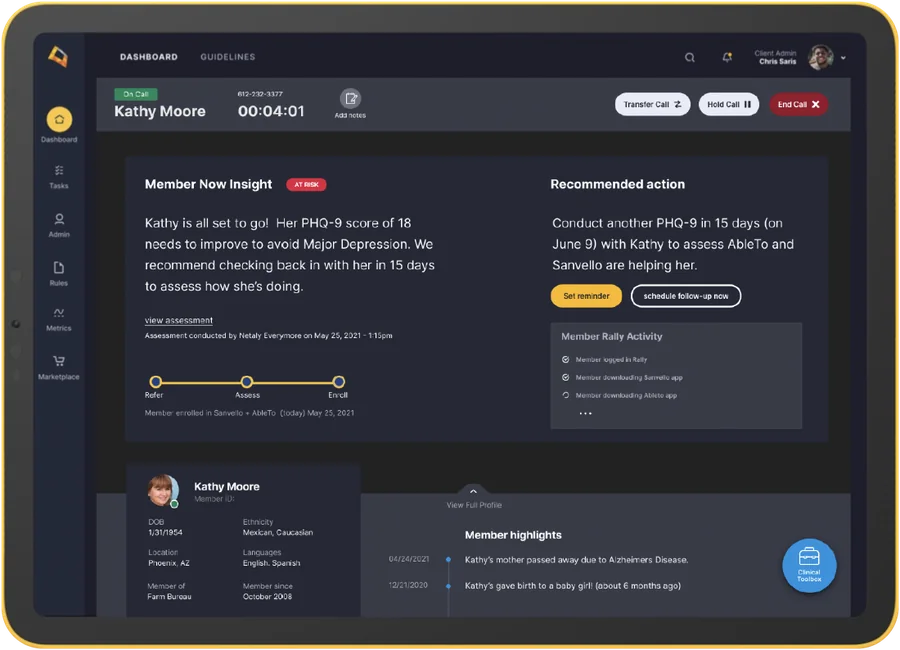 DASHBOARD
GUIDELINES
Client Admin
Chris Saris
On Call
Kathy Moore
612-232-3377
00:04:01
Add notes
Transfer Call
Hold Call
End Call
Dashboard
Tasks
Admin
Rules
Metrics
Marketplace
Member Now Insight
AT RISK
Kathy is all set to go! Her PHQ-9 score of 18
needs to improve to avoid Major Depression. We
recommend checking back in with her in 15 days
to assess how she's doing.
view assessment
Assessment conducted by Netaly Everymore on May 25, 2021 - 1:15pm
Refer
Assess
Enroll
Member enrolled in Sanvello + AbleTo (today) May 25, 2021
Recommended action
Conduct another PHQ-9 in 15 days (on
June 9) with Kathy to assess AbleTo and
Sanvello are helping her.
Set reminder
schedule follow-up now
Member Rally Activity
Member logged in Rally
Member downloading Sanvello app
Member downloading Ableto app
...
Kathy Moore
Member ID:
DOB
1/31/1954
Ethnicity
Mexican, Caucasian
Location
Phoenix, AZ
Languages
English, Spanish
Member of
Farm Bureau
Member since
October 2008
View Full Profile
Member highlights
04/24/2021
Kathy's mother passed away due to Alzheimers Disease.
12/21/2020
Kathy's gave birth to a baby girl! (about 6 months ago)
Clinical
Toolbox